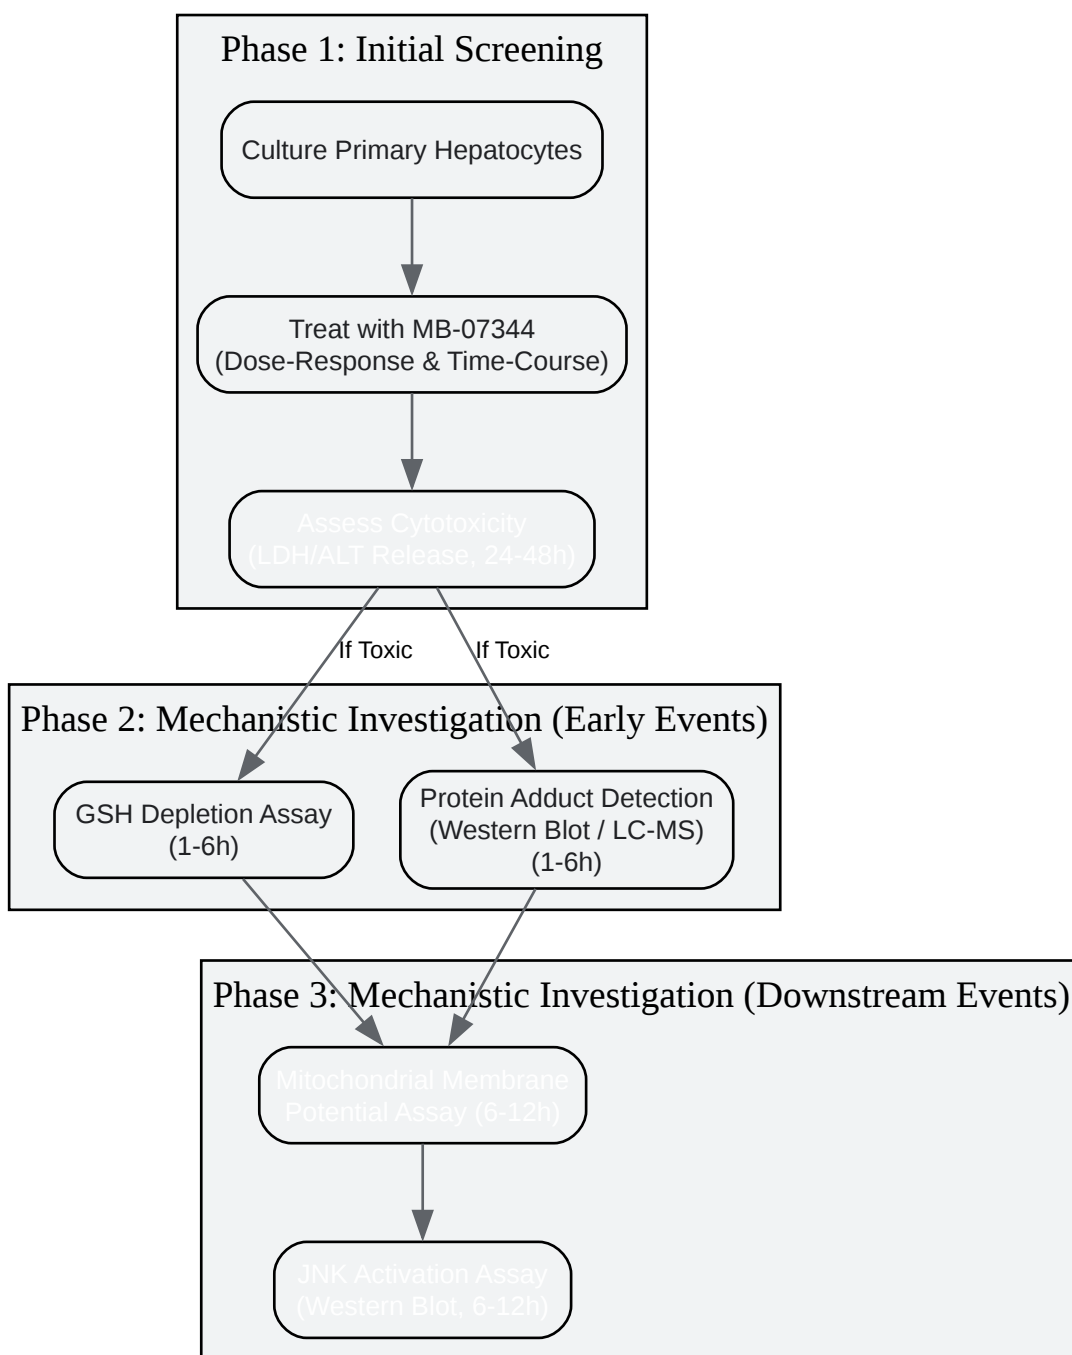 Phase 1: Initial Screening
Culture Primary Hepatocytes
Treat with MB-07344
(Dose-Response & Time-Course)
Assess Cytotoxicity
(LDH/ALT Release, 24-48h)
If Toxic
If Toxic
Phase 2: Mechanistic Investigation (Early Events)
GSH Depletion Assay
(1-6h)
Protein Adduct Detection
(Western Blot / LC-MS)
(1-6h)
Phase 3: Mechanistic Investigation (Downstream Events)
Mitochondrial Membrane
Potential Assay (6-12h)
JNK Activation Assay
(Western Blot, 6-12h)